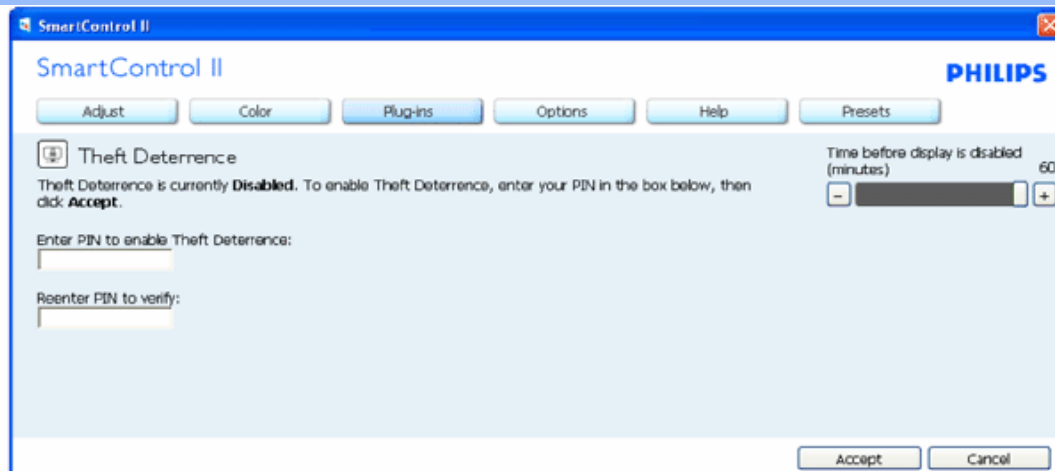 SmartControl II
SmartControl II
PHILIPS
Adjust Color Plug-ins Options Help Presets
Theft Deterrence
Theft Deterrence is currently Disabled. To enable Theft Deterrence, enter your PIN in the box below, then
click Accept.
Time before display is disabled
(minutes) 60
- +
Enter PIN to enable Theft Deterrence:
Reenter PIN to verify:
Accept Cancel